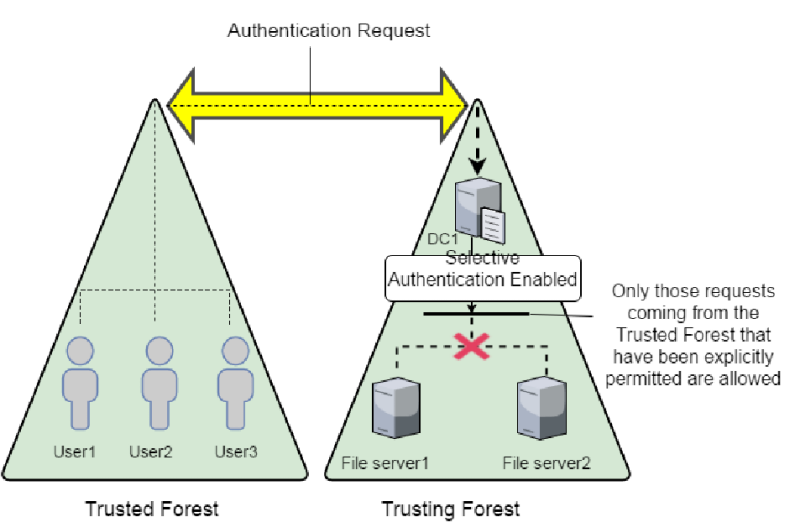 Authentication Request
DC1
Selective
Authentication Enabled
Only those requests
coming from the
Trusted Forest that
have been explicitly
permitted are allowed
User1
User2
User3
File server1
File server2
Trusted Forest
Trusting Forest